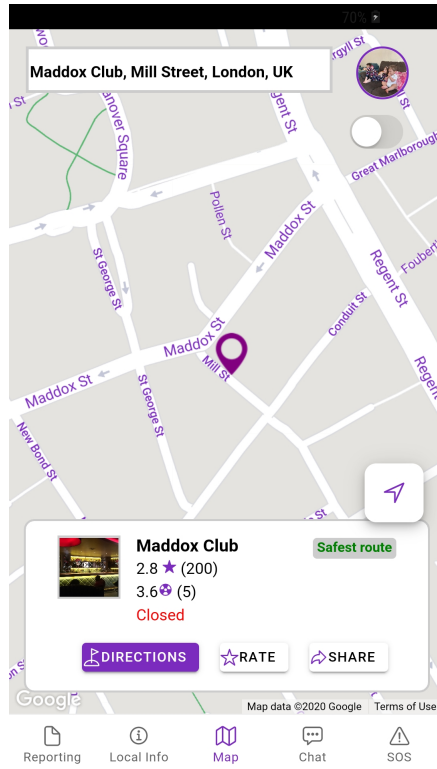 70%
Maddox Club, Mill Street, London, UK
Argyll St
Hanover Square
Regent St
Great Marlborough
Pollen St
Maddox St
St George St
Regent St
Conduit St
Maddox St
Mill St
Maddox St
St George St
Regent
New Bond St
St
Maddox Club
Safest route
2.8 ★ (200)
3.6 (5)
Closed
DIRECTIONS
RATE
SHARE
Google
Map data ©2020 Google
Terms of Use
Reporting
Local Info
Map
Chat
SOS